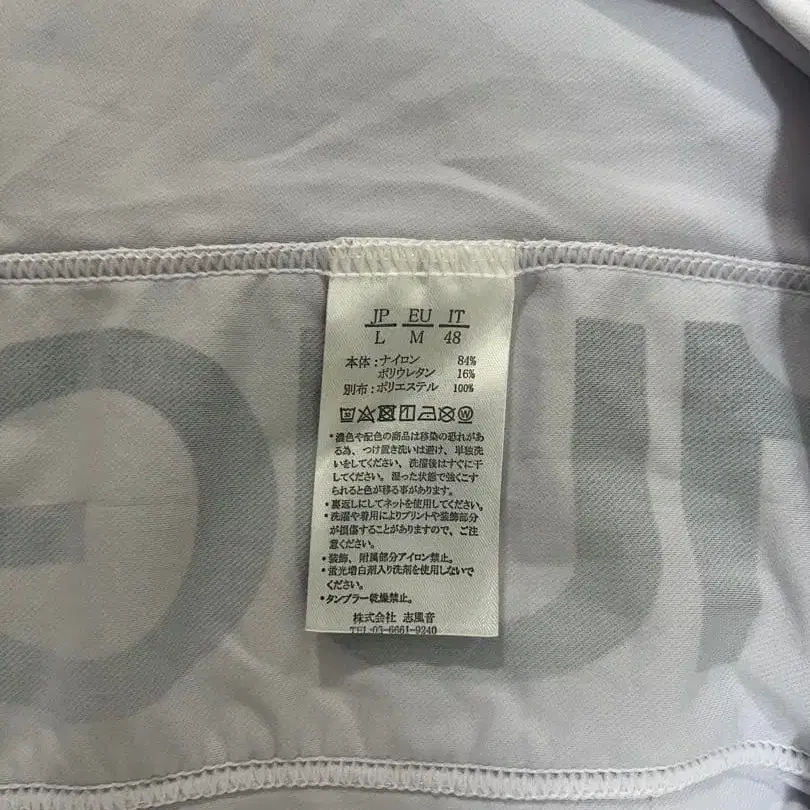 JP EU IT
L M 48
本体:ナイロン 84%
ポリウレタン 16%
別布:ポリエステル 100%
・濃色や配色の商品は移染の恐れがあ
る為、つけ置き洗いは避け、単独洗
いをしてください、洗濯後はすぐに干
してください。湿った状態で強くこす
られると色が移る事があります。
・裏返しにしてネットを使用してください。
・洗濯や着用によりプリントや装飾部分
が損傷することがありますので、ご注
意ください。
・装飾、附属部分アイロン禁止。
・蛍光増白剤入り洗剤を使用しないで
ください。
・タンブラー乾燥禁止。
株式会社 志風音
TEL:03-6661-9240